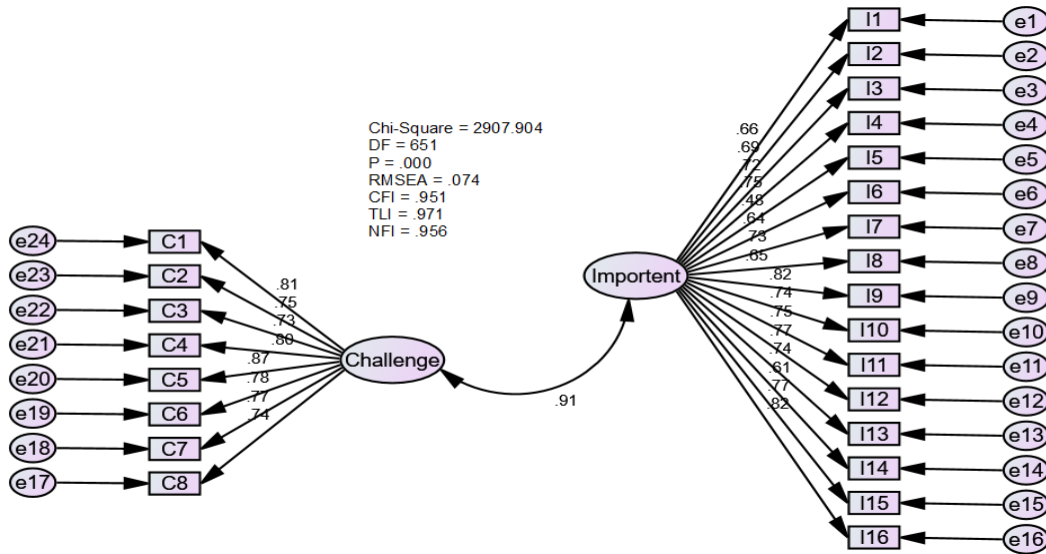 Chi-Square = 2907.904
DF = 651
P = .000
RMSEA = .074
CFI = .951
TLI = .971
NFI = .956
e24 C1
e23 C2
e22 C3
e21 C4
e20 C5
e19 C6
e18 C7
e17 C8
.81
.75
.73
.80
.87
.78
.77
.74
Challenge
.91
Importent
.66
.69
.72
.75
.48
.64
.73
.65
.82
.74
.75
.77
.74
.61
.77
.82
I1 e1
I2 e2
I3 e3
I4 e4
I5 e5
I6 e6
I7 e7
I8 e8
I9 e9
I10 e10
I11 e11
I12 e12
I13 e13
I14 e14
I15 e15
I16 e16